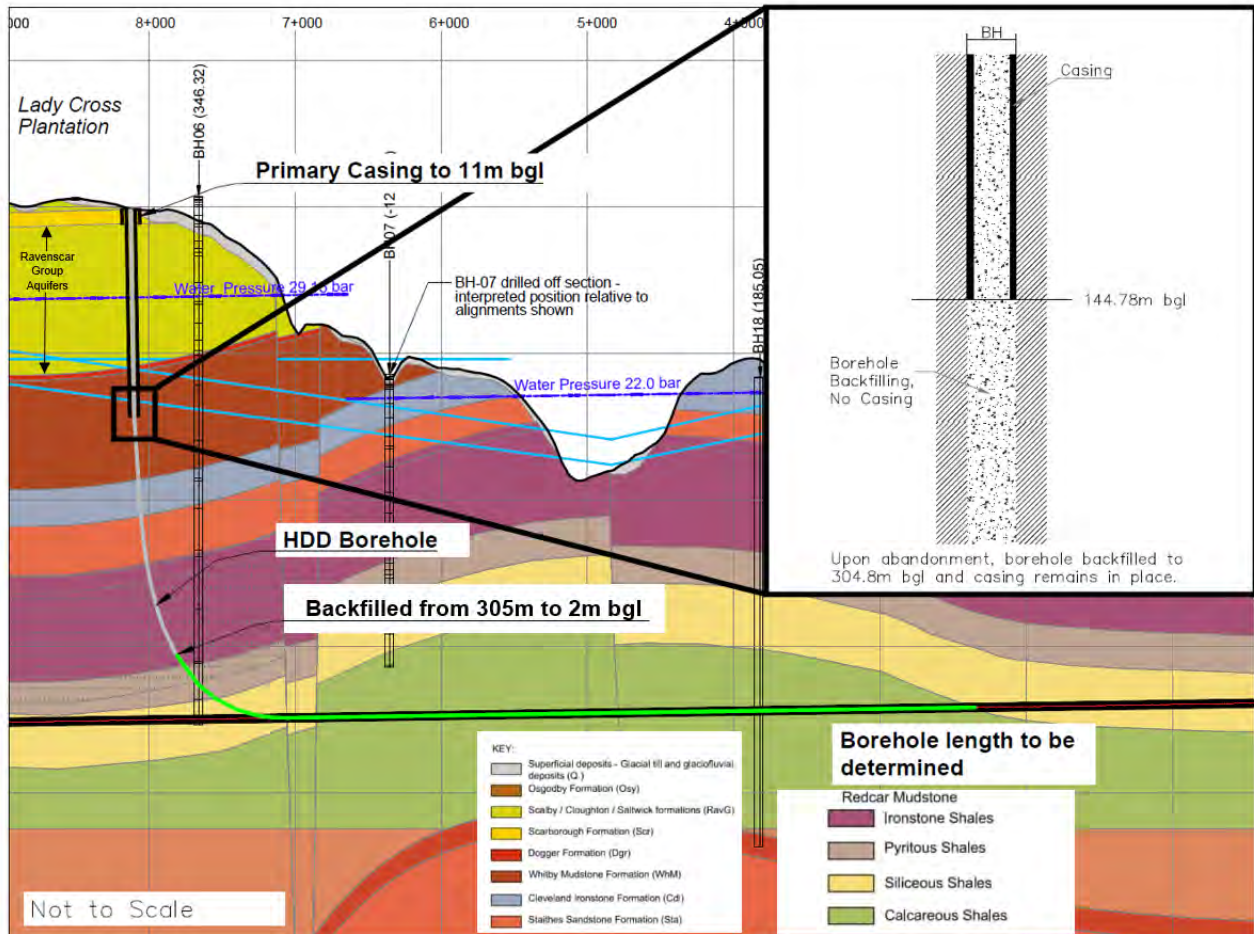 000
8+000
7+000
6+000
5+000
4+000
Lady Cross
Plantation
BH06 (346.32)
Primary Casing to 11m bgl
BH07 (-12
Ravenscar
Group
Aquifers
Water Pressure 29.15 bar
BH-07 drilled off section -
interpreted position relative to
alignments shown
BH18 (185.05)
Water Pressure 22.0 bar
HDD Borehole
Backfilled from 305m to 2m bgl
BH
Casing
144.78m bgl
Borehole
Backfilling,
No Casing
Upon abandonment, borehole backfilled to
304.8m bgl and casing remains in place.
Borehole length to be
determined
KEY:
Superficial deposits - Glacial till and glaciofluvial
deposits (Q )
Osgodby Formation (Osy)
Scalby / Cloughton / Saltwick formations (RavG)
Scarborough Formation (Scr)
Dogger Formation (Dgr)
Whitby Mudstone Formation (WhM)
Cleveland Ironstone Formation (Cdl)
Staithes Sandstone Formation (Sta)
Redcar Mudstone
Ironstone Shales
Pyritous Shales
Siliceous Shales
Calcareous Shales
Not to Scale